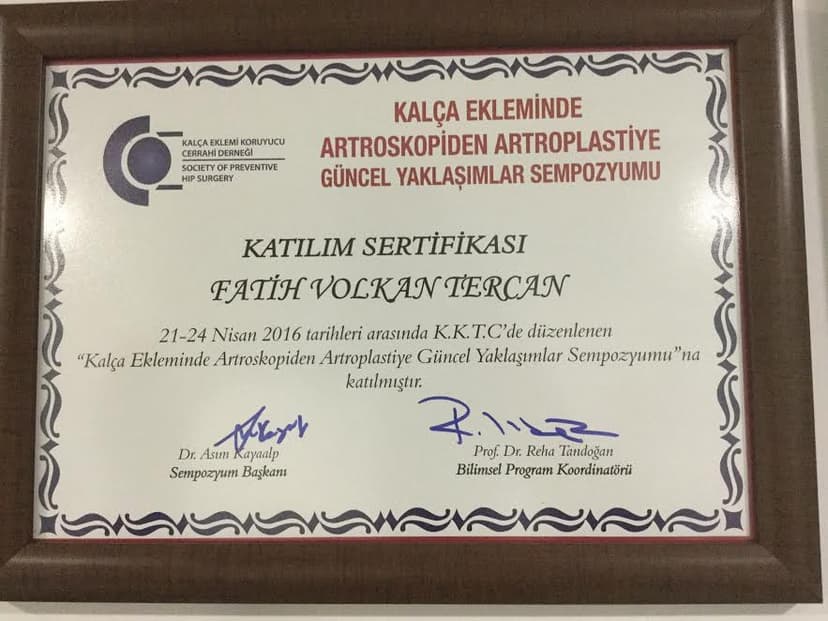 KALÇA EKLEMİ KORUYUCU
CERRAHİ DERNEĞİ
SOCIETY OF PREVENTIVE
HIP SURGERY
KALÇA EKLEMİNDE
ARTROSKOPİDEN ARTROPLASTİYE
GÜNCEL YAKLAŞIMLAR SEMPOZYUMU
KATILIM SERTİFİKASI
FATİH VOLKAN TERCAN
21-24 Nisan 2016 tarihleri arasında K.K.T.C'de düzenlenen
“Kalça Ekleminde Artroskopiden Artroplastiye Güncel Yaklaşımlar Sempozyumu”na
katılmıştır.
Dr. Asım Kayaalp
Sempozyum Başkanı
Prof. Dr. Reha Tandoğan
Bilimsel Program Koordinatörü